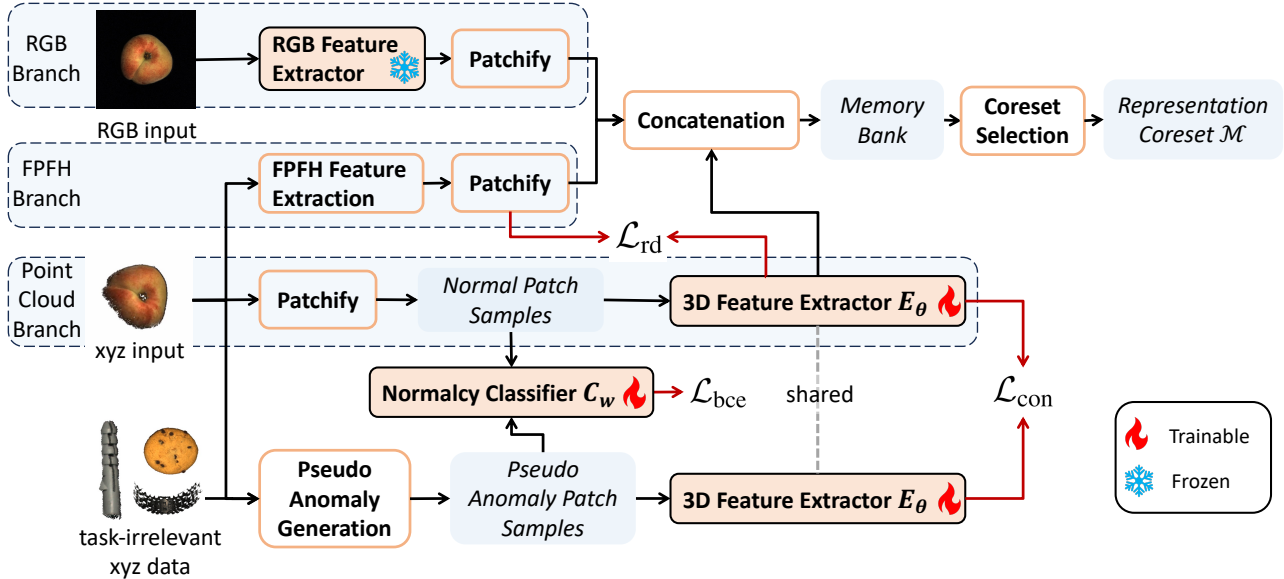 RGB
Branch
RGB input
RGB Feature
Extractor
Patchify
Concatenation
Memory
Bank
Coreset
Selection
Representation
Coreset ℳ
FPFH
Branch
FPFH Feature
Extraction
Patchify
ℒrd
Point
Cloud
Branch
xyz input
Patchify
Normal Patch
Samples
3D Feature Extractor Eθ
Normalcy Classifier Cw
ℒbce
shared
ℒcon
task-irrelevant
xyz data
Pseudo
Anomaly
Generation
Pseudo
Anomaly Patch
Samples
3D Feature Extractor Eθ
Trainable
Frozen